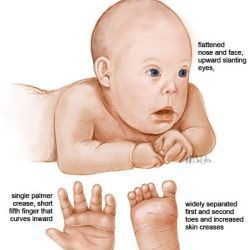 flattened
nose and face,
upward slanting
eyes,
single palmer
crease, short
fifth finger that
curves inward
widely separated
first and second
toes and increased
skin creases